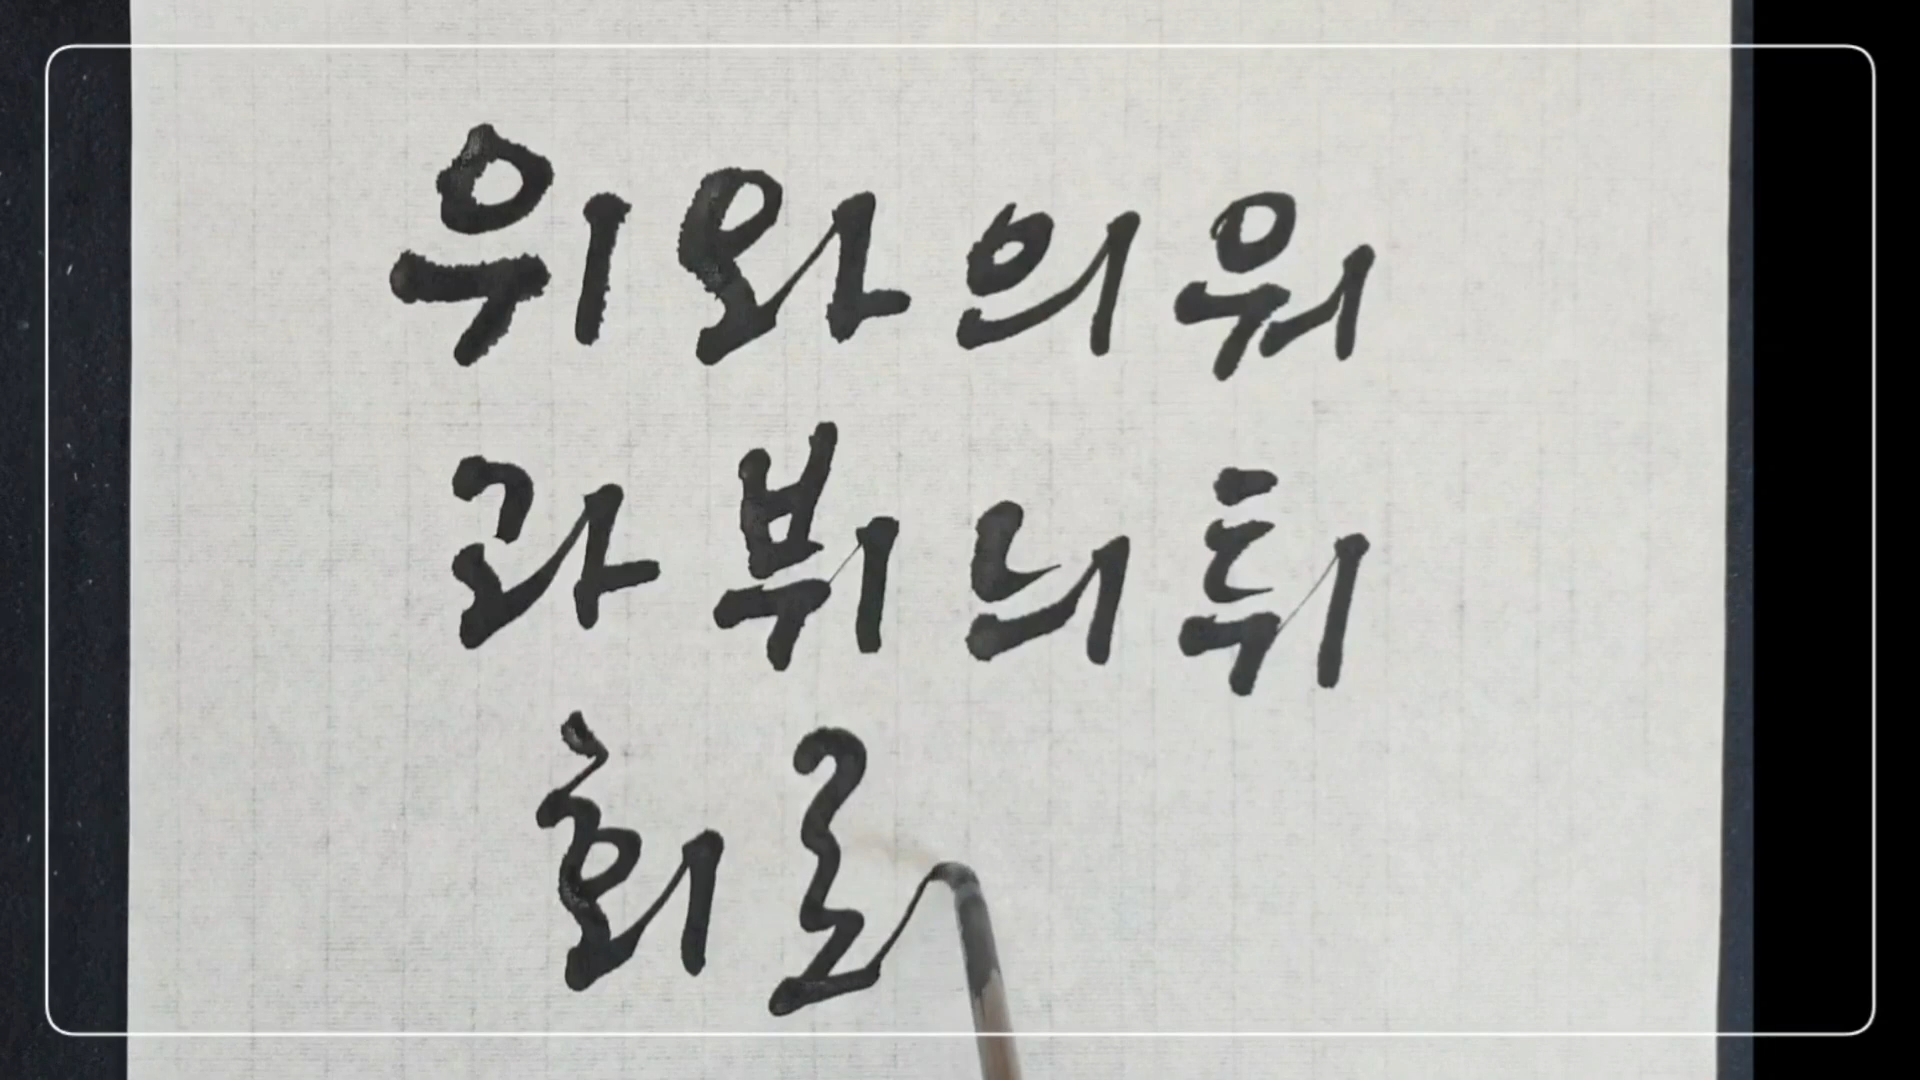 위 와 의 워
과 뷔 늬 튀
회 로